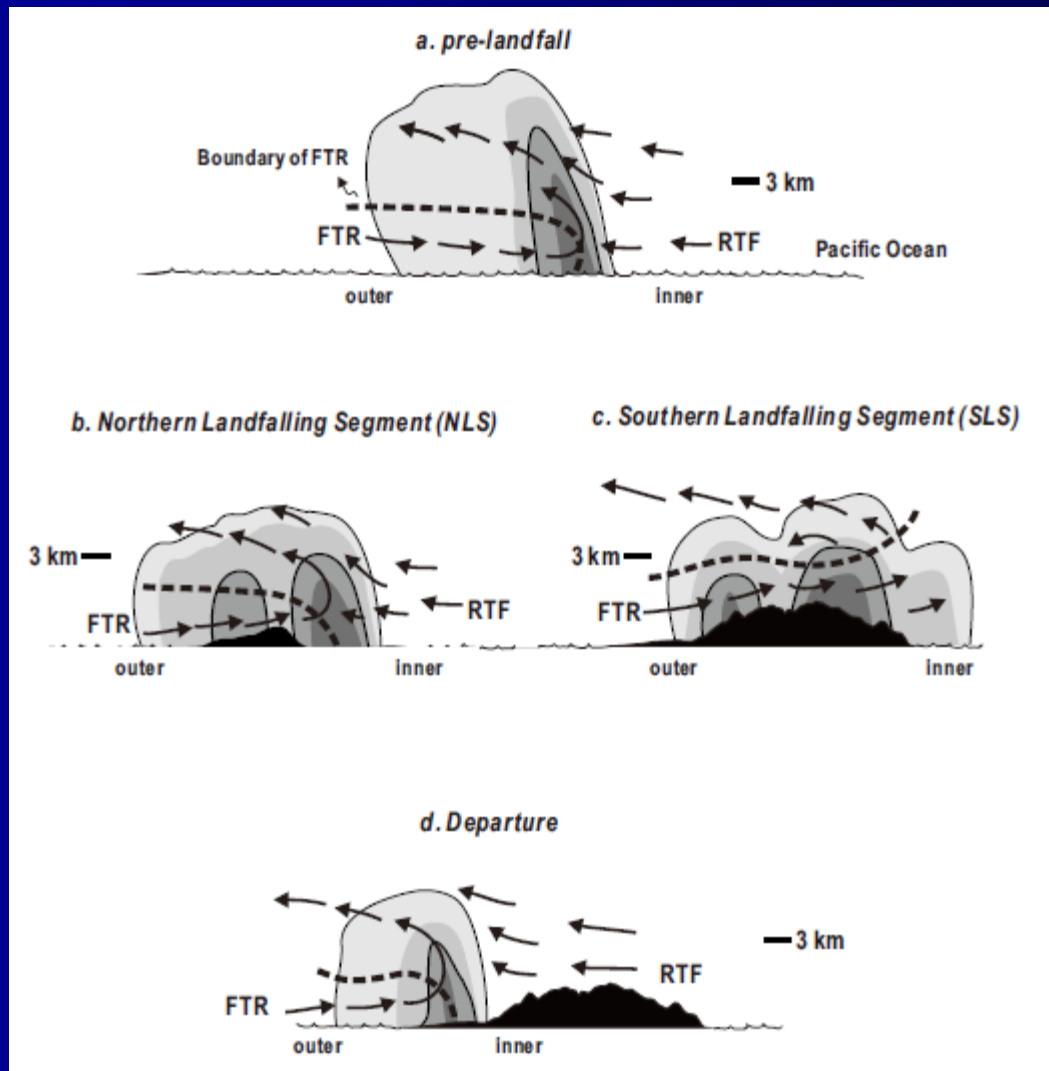 a. pre-landfall
Boundary of FTR
3 km
FTR
RTF
Pacific Ocean
outer
inner
b. Northern Landfalling Segment (NLS)
c. Southern Landfalling Segment (SLS)
3 km
3 km
FTR
RTF
FTR
outer
inner
outer
inner
d. Departure
3 km
RTF
FTR
outer
inner